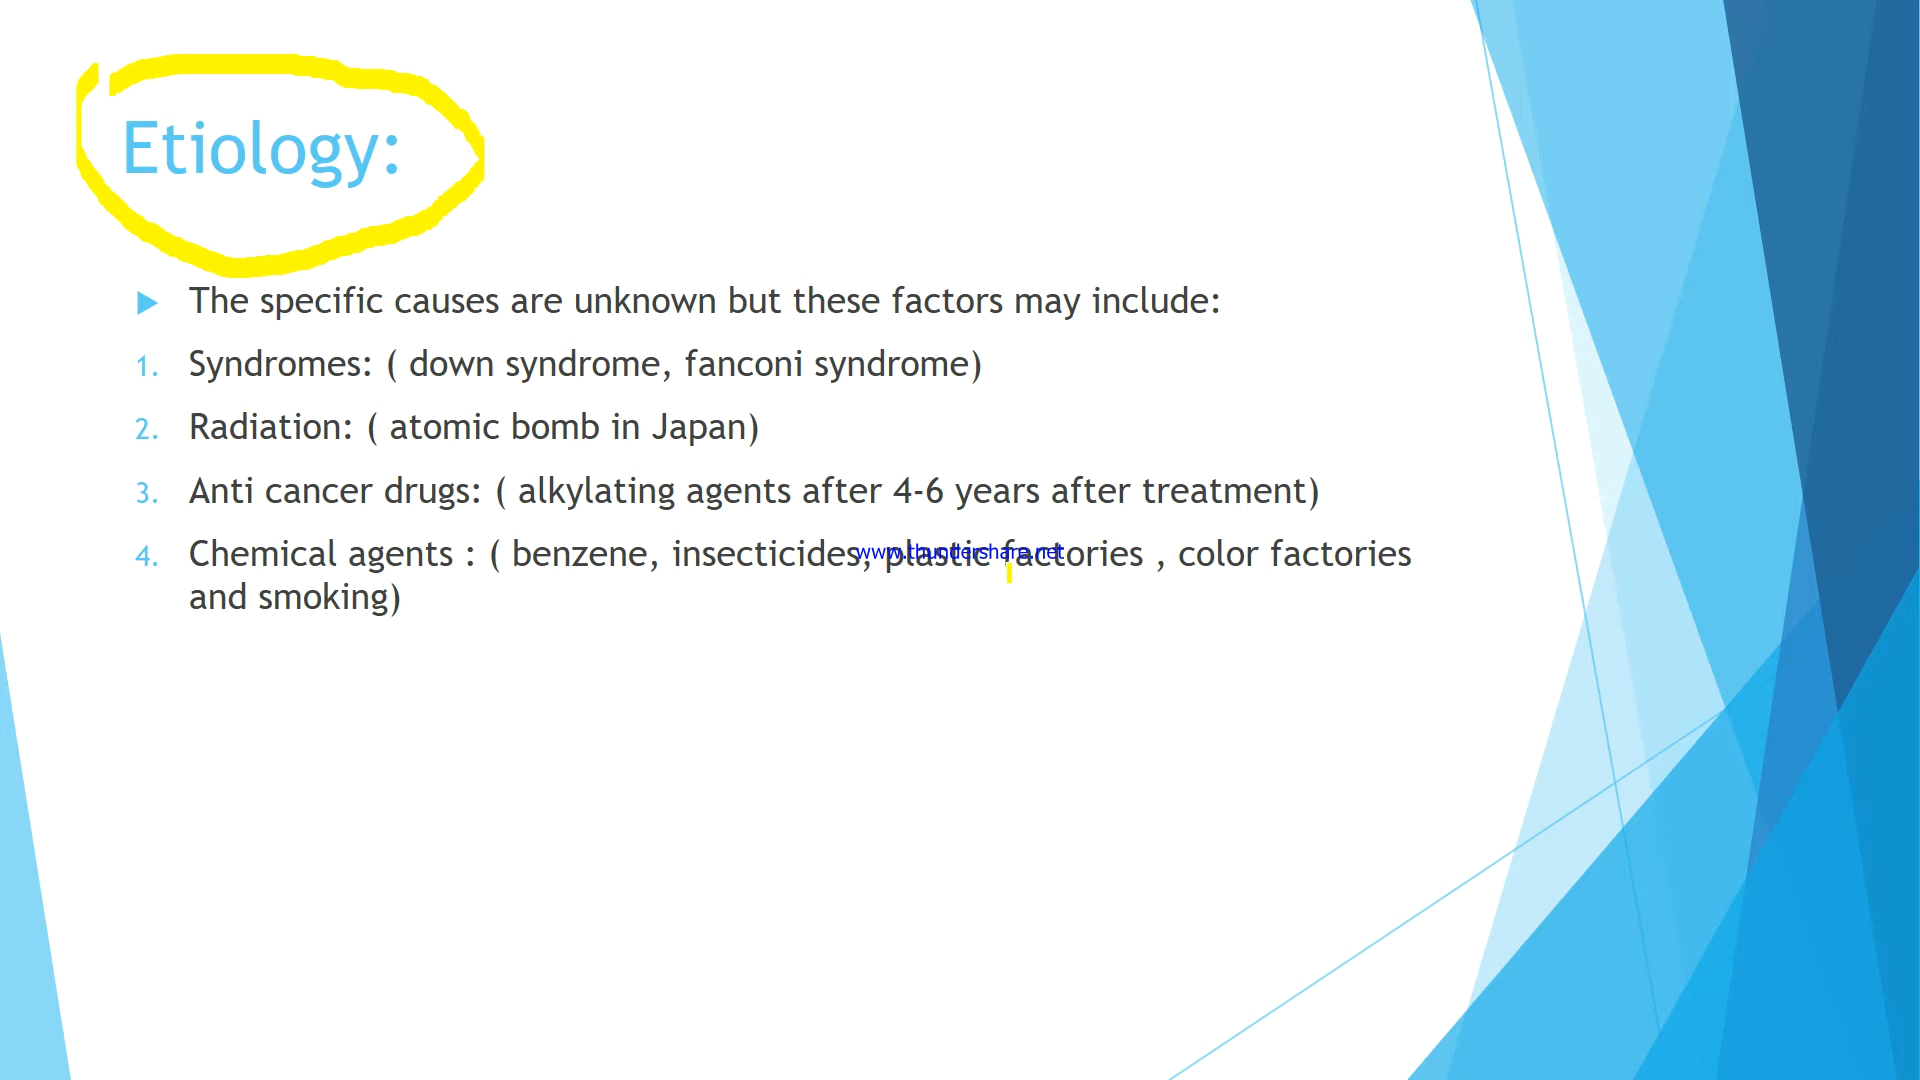 Etiology:
The specific causes are unknown but these factors may include:
1. Syndromes: ( down syndrome, fanconi syndrome)
2. Radiation: ( atomic bomb in Japan)
3. Anti cancer drugs: ( alkylating agents after 4-6 years after treatment)
4. Chemical agents : ( benzene, insecticides, plastic factories , color factories
and smoking)
www.thundershare.net